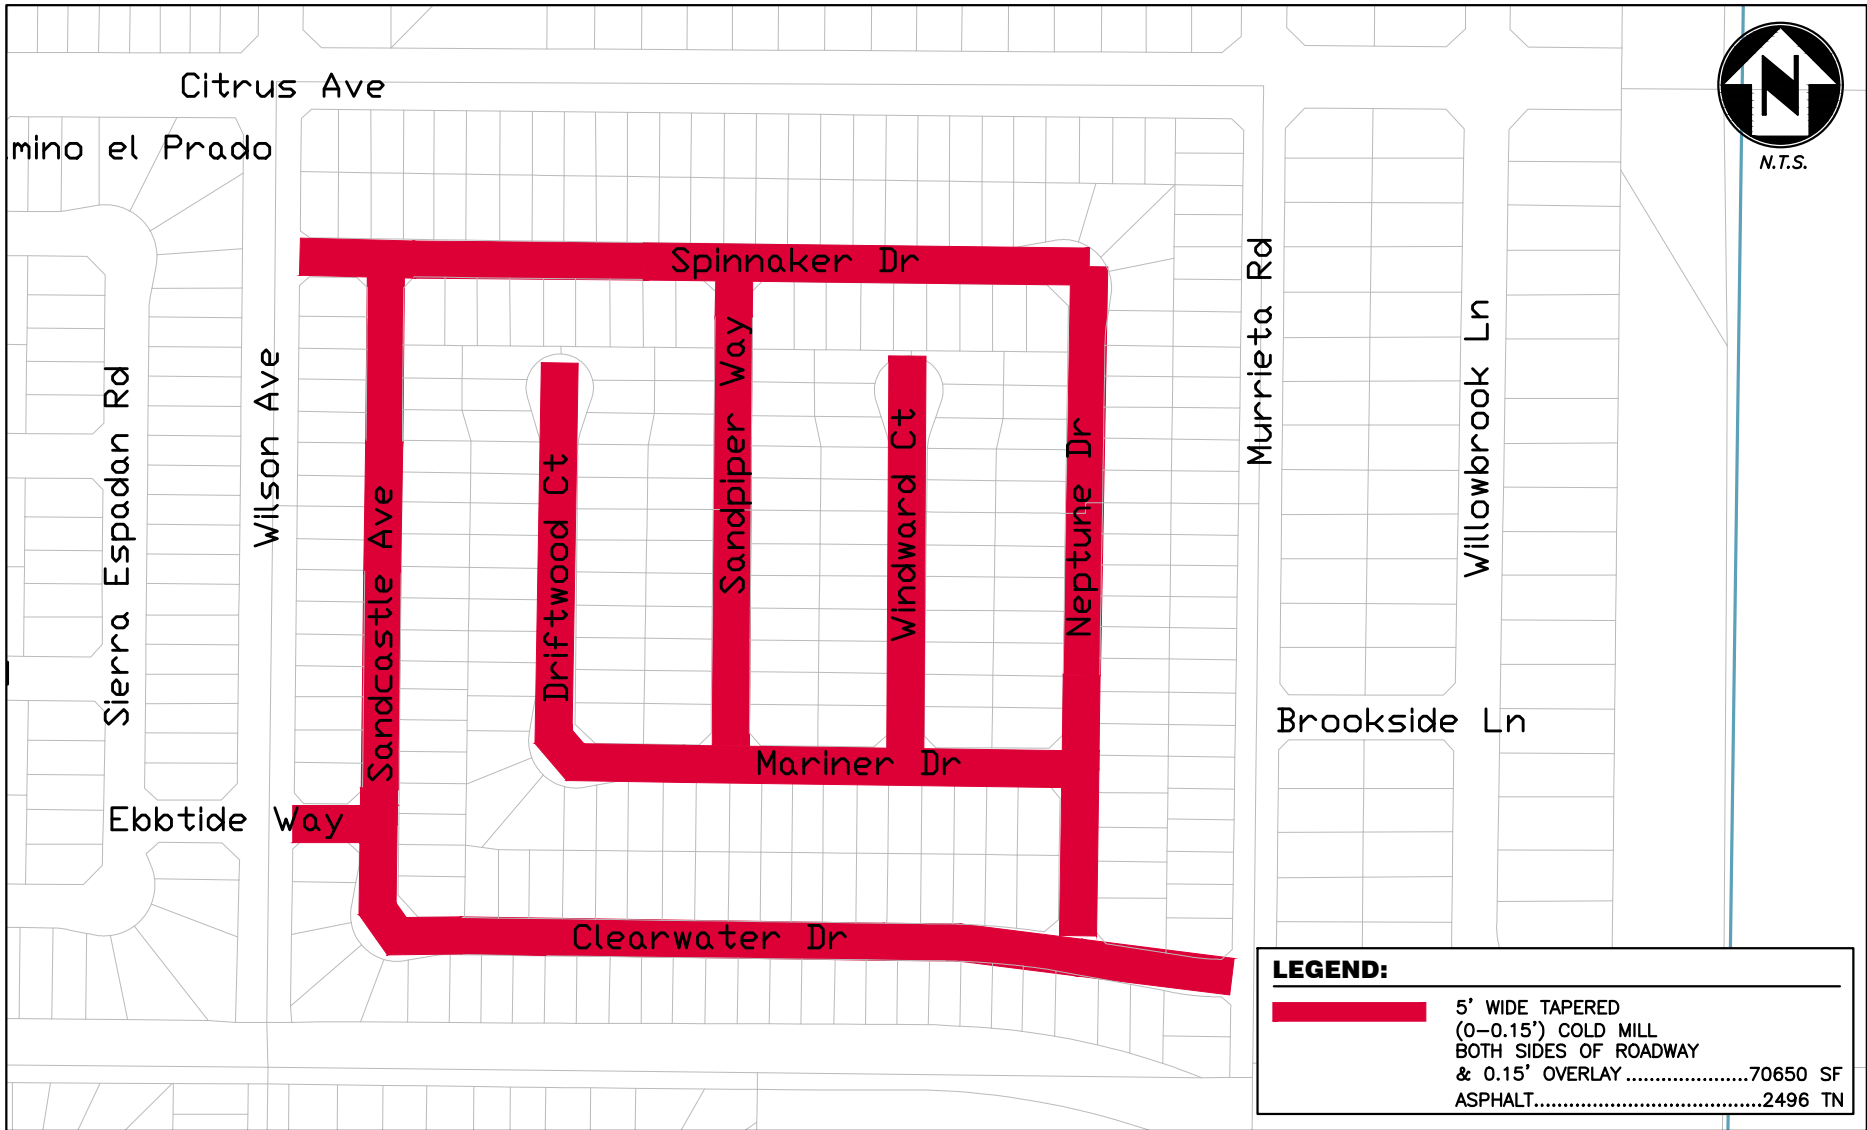 Citrus Ave
mino el Prado
N
N.T.S.
Spinnaker Dr
Sierra Espadan Rd
Wilson Ave
Sandcastle Ave
Driftwood Ct
Sandpiper Way
Windward Ct
Neptune Dr
Murrieta Rd
Willowbrook Ln
Brookside Ln
Mariner Dr
Ebbtide Way
Clearwater Dr
LEGEND:
5' WIDE TAPERED
(0-0.15') COLD MILL
BOTH SIDES OF ROADWAY
& 0.15' OVERLAY.....................70650 SF
ASPHALT.......................................2496 TN